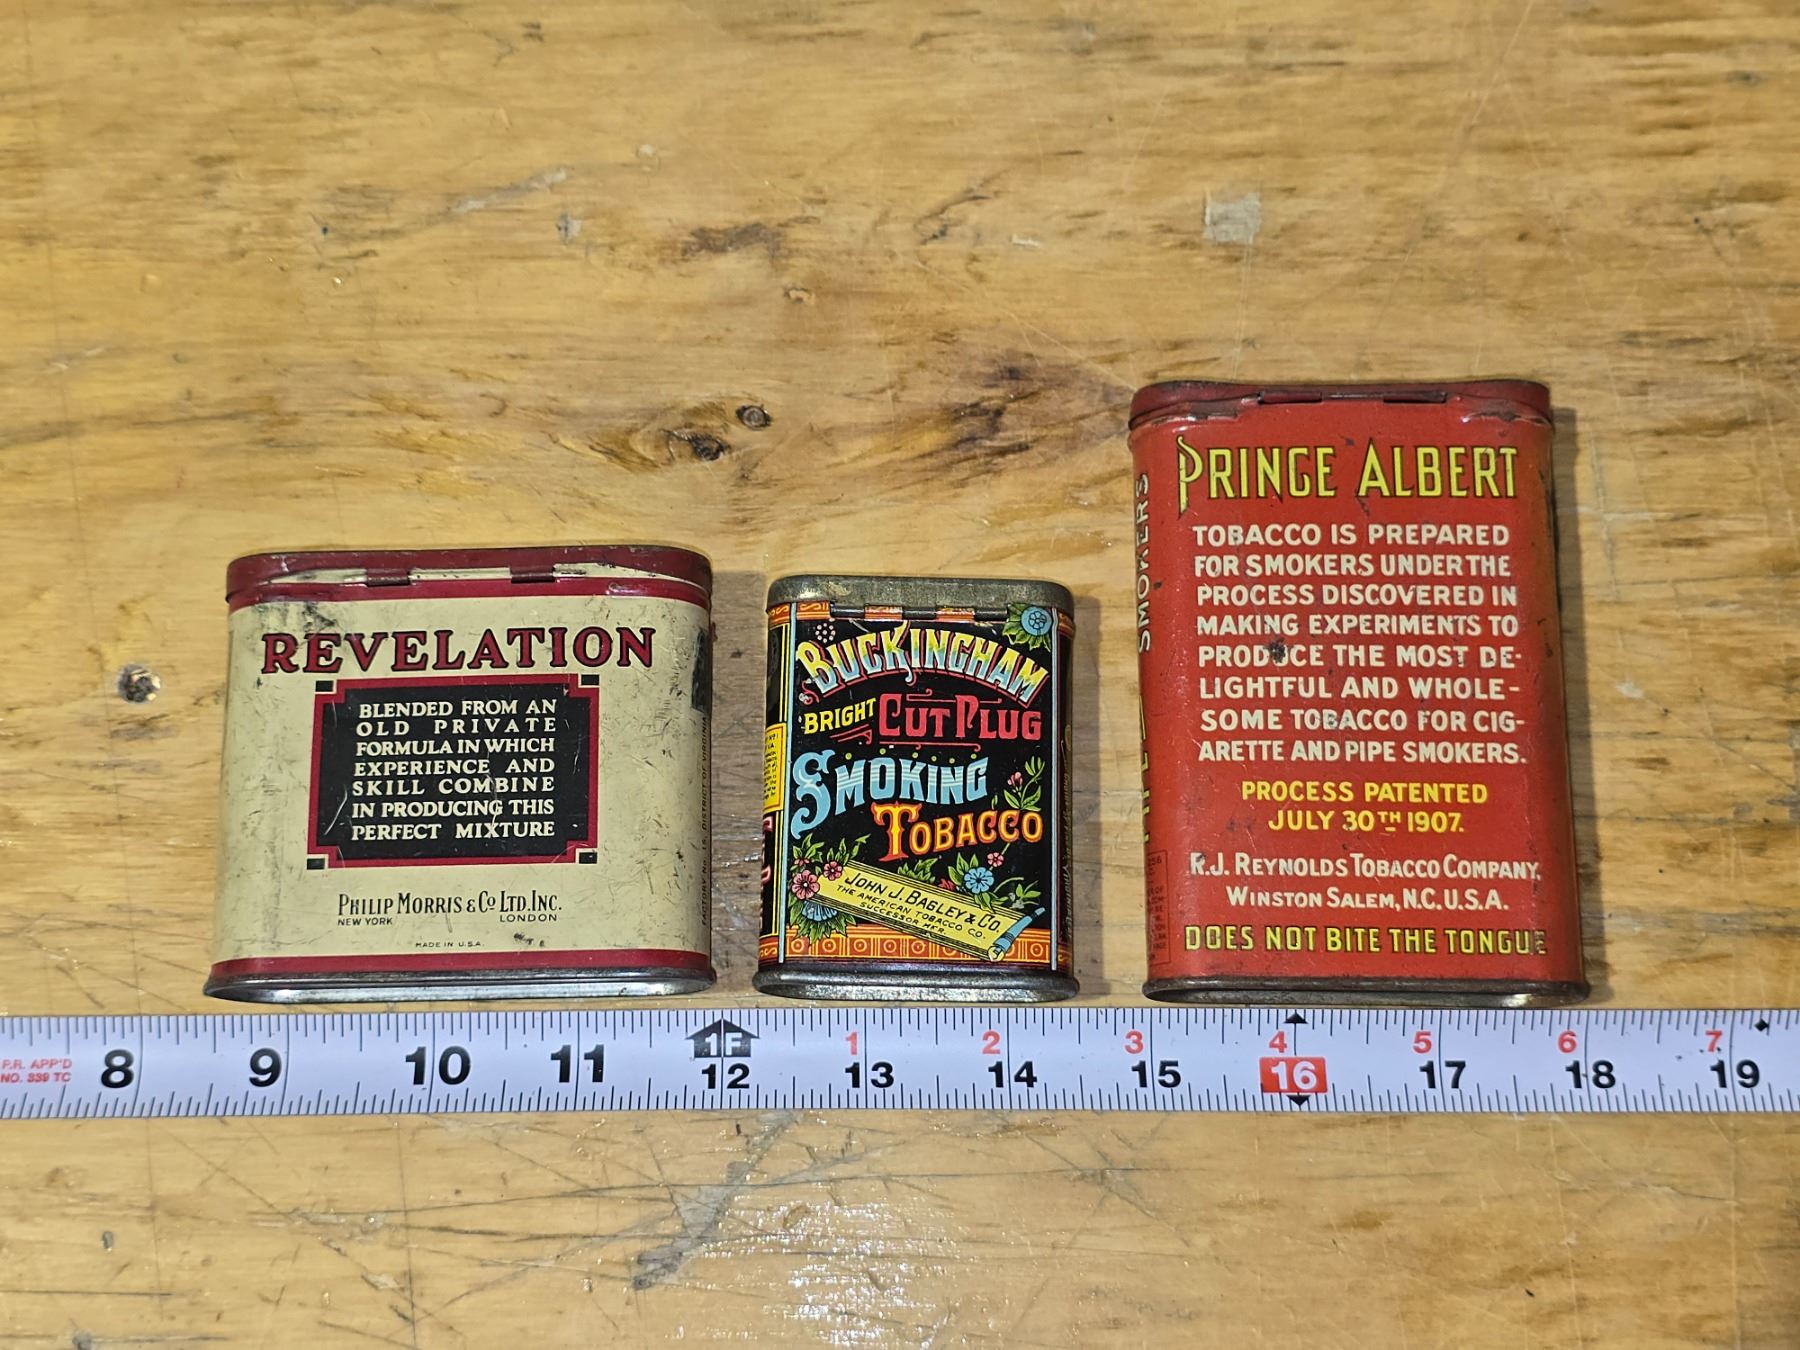 REVELATION
BLENDED FROM AN
OLD PRIVATE
FORMULA IN WHICH
EXPERIENCE AND
SKILL COMBINE
IN PRODUCING THIS
PERFECT MIXTURE
PHILIP MORRIS & CO LTD. INC.
NEW YORK LONDON
MADE IN U.S.A.
BUCKINGHAM
BRIGHT CUT PLUG
SMOKING
TOBACCO
JOHN J. BAGLEY & CO.
THE AMERICAN TOBACCO CO.
SUCCESSOR MFR.
SMOKERS
PRINCE ALBERT
TOBACCO IS PREPARED
FOR SMOKERS UNDER THE
PROCESS DISCOVERED IN
MAKING EXPERIMENTS TO
PRODUCE THE MOST DE-
LIGHTFUL AND WHOLE-
SOME TOBACCO FOR CIG-
ARETTE AND PIPE SMOKERS.
PROCESS PATENTED
JULY 30TH 1907.
R.J. REYNOLDS TOBACCO COMPANY,
WINSTON SALEM, N.C. U.S.A.
DOES NOT BITE THE TONGUE
P.R. APP'D
NO. 339 TC
1F 1 2 3 4 5 6 7
8 9 10 11 12 13 14 15 16 17 18 19